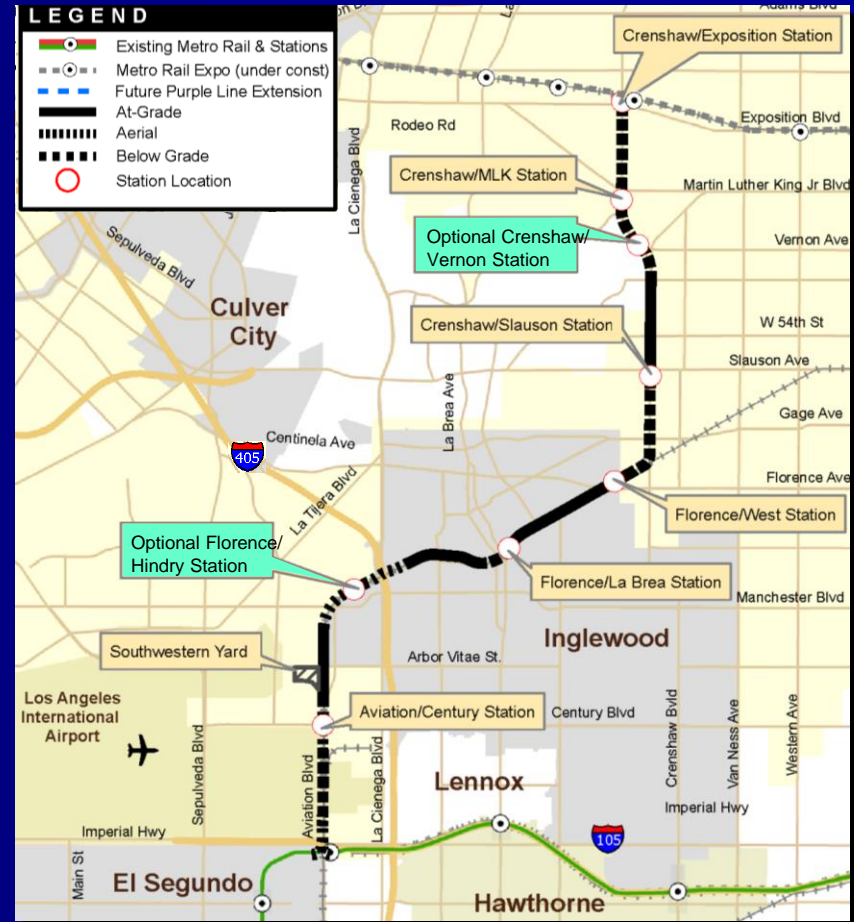 LEGEND
Existing Metro Rail & Stations
Metro Rail Expo (under const)
Future Purple Line Extension
At-Grade
Aerial
Below Grade
Station Location
Adams Blvd
Crenshaw/Exposition Station
Rodeo Rd
Exposition Blvd
La Cienega Blvd
Crenshaw/MLK Station
Martin Luther King Jr Blvd
Optional Crenshaw/
Vernon Station
Vernon Ave
Sepulveda Blvd
Culver
City
Crenshaw/Slauson Station
W 54th St
Slauson Ave
La Brea Ave
Gage Ave
Centinela Ave
405
Florence Ave
La Tijera Blvd
Florence/West Station
Optional Florence/
Hindry Station
Florence/La Brea Station
Manchester Blvd
Inglewood
Southwestern Yard
Arbor Vitae St.
Los Angeles
International
Airport
Aviation/Century Station
Century Blvd
Sepulveda Blvd
Aviation Blvd
La Cienega Blvd
Crenshaw Bvld
Van Ness Ave
Western Ave
Lennox
Imperial Hwy
Imperial Hwy
105
Main St
El Segundo
Hawthorne